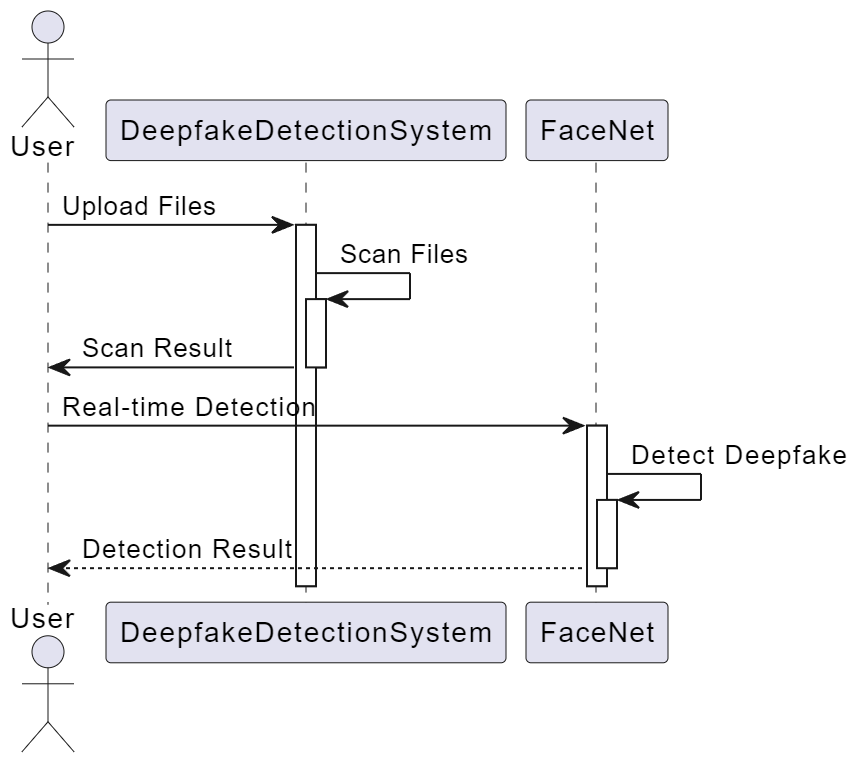 User
DeepfakeDetectionSystem
FaceNet
Upload Files
Scan Files
Scan Result
Real-time Detection
Detect Deepfake
Detection Result
User
DeepfakeDetectionSystem
FaceNet